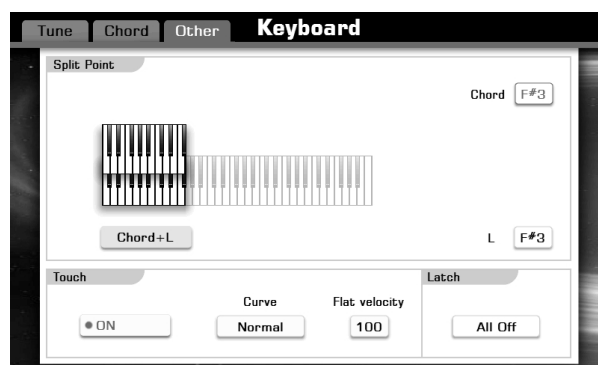 Tune Chord Other Keyboard
Split Point
Chord F#3
Chord+L
L F#3
Touch
Latch
Curve Flat velocity
ON Normal 100 All Off